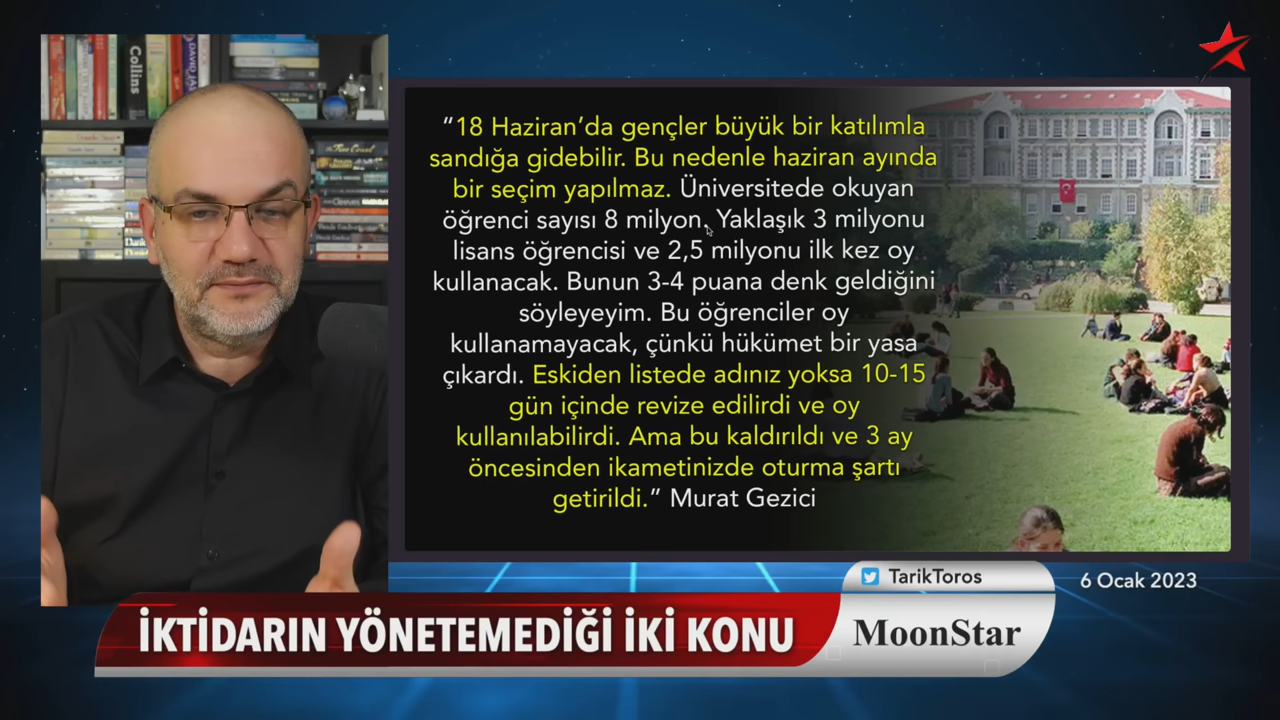 Collins
DAVID
"18 Haziran'da gençler büyük bir katılımla
sandığa gidebilir. Bu nedenle haziran ayında
bir seçim yapılmaz. Üniversitede okuyan
öğrenci sayısı 8 milyon. Yaklaşık 3 milyonu
lisans öğrencisi ve 2,5 milyonu ilk kez oy
kullanacak. Bunun 3-4 puana denk geldiğini
söyleyeyim. Bu öğrenciler oy
kullanamayacak, çünkü hükümet bir yasa
çıkardı. Eskiden listede adınız yoksa 10-15
gün içinde revize edilirdi ve oy
kullanılabilirdi. Ama bu kaldırıldı ve 3 ay
öncesinden ikametinizde oturma şartı
getirildi." Murat Gezici
TarikToros
6 Ocak 2023
İKTİDARIN YÖNETEMEDİĞİ İKİ KONU
MoonStar